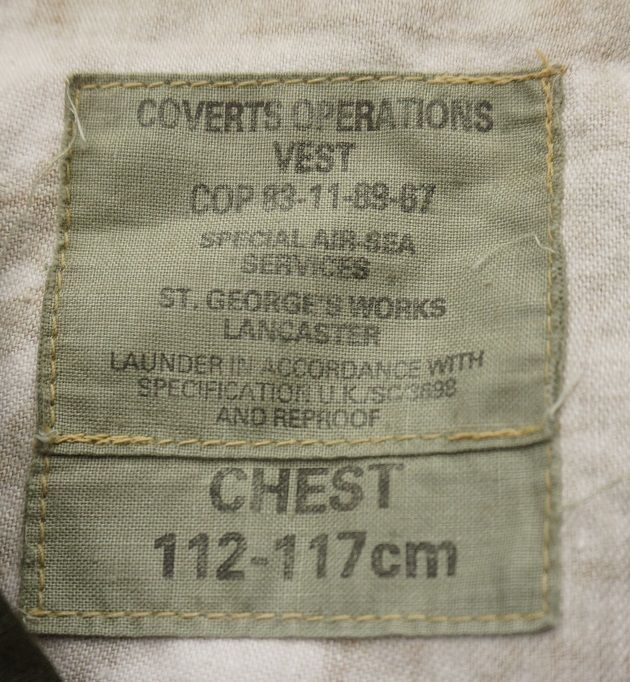 COVERTS OPERATIONS
VEST
COP 83-11-89-67
SPECIAL AIR-SEA
SERVICES
ST. GEORGE'S WORKS
LANCASTER
LAUNDER IN ACCORDANCE WITH
SPECIFICATION U.K./SC/3898
AND REPROOF
CHEST
112-117cm